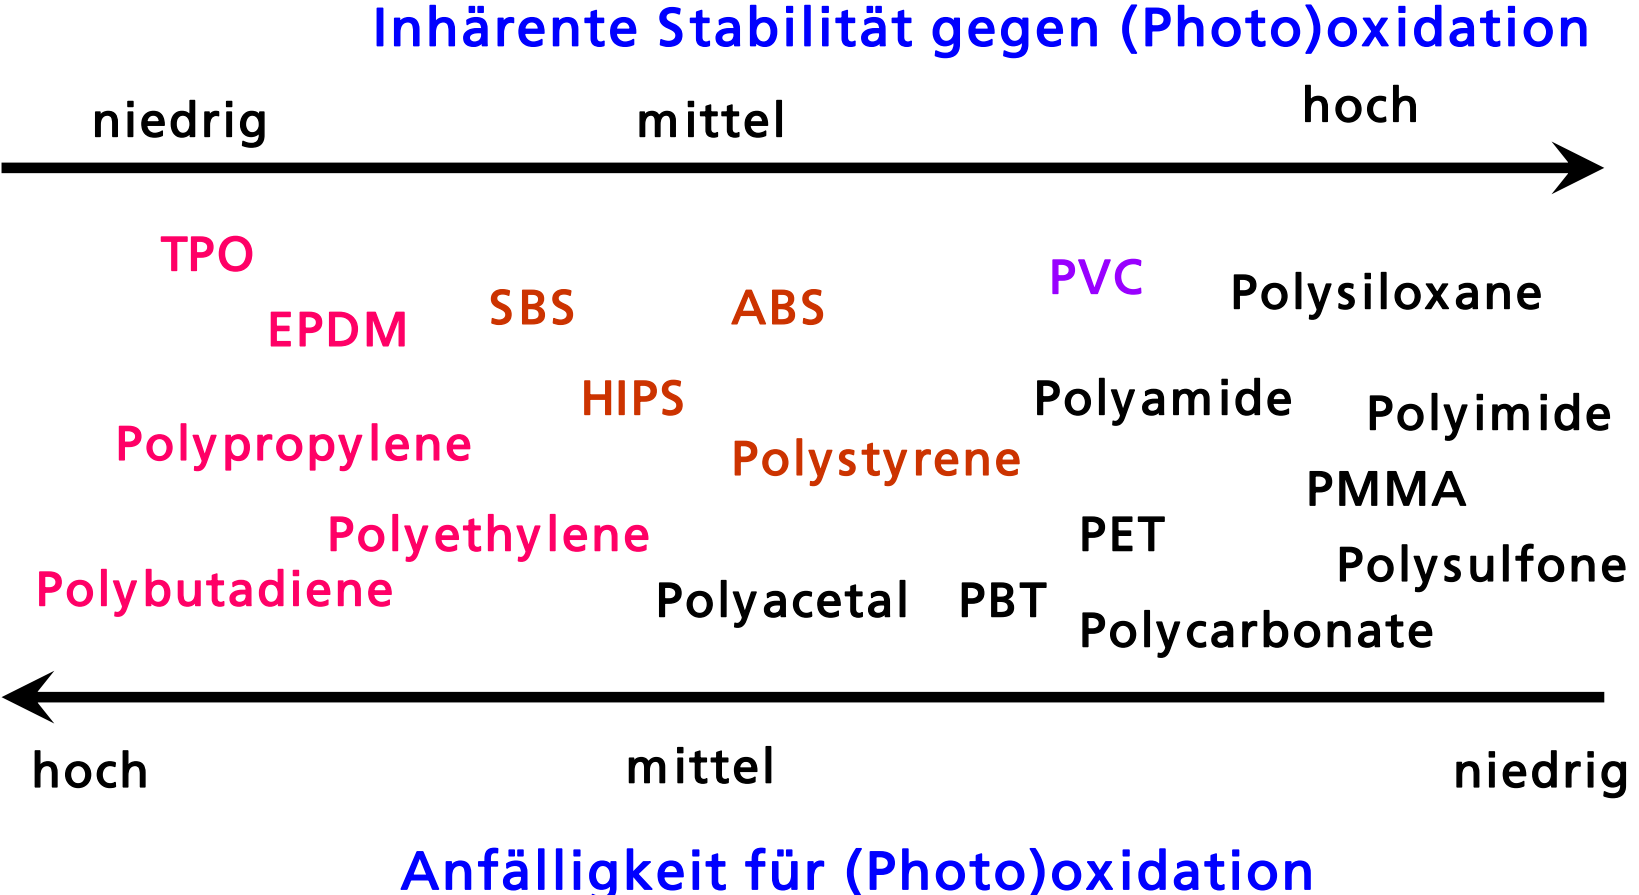 Inhärente Stabilität gegen (Photo)oxidation
niedrig mittel hoch
TPO
PVC Polysiloxane
SBS ABS
EPDM
HIPS Polyamide Polyimide
Polypropylene Polystyrene
PMMA
Polyethylene PET
Polysulfone
Polybutadiene Polyacetal PBT
Polycarbonate
hoch mittel niedrig
Anfälligkeit für (Photo)oxidation